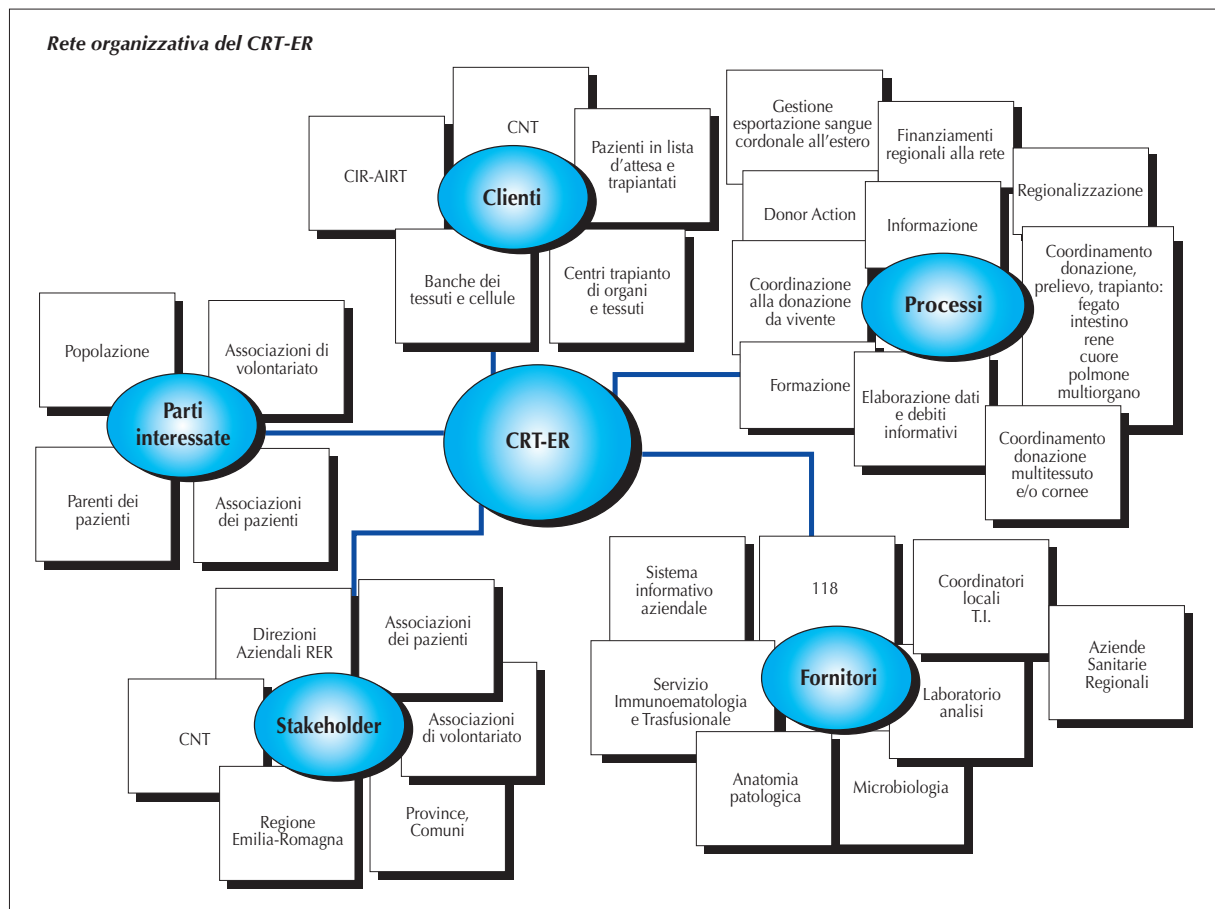 Rete organizzativa del CRT-ER
CNT
CIR-AIRT
Pazienti in lista
d'attesa e
trapiantati
Clienti
Banche dei
tessuti e cellule
Centri trapianto
di organi
e tessuti
Gestione
esportazione sangue
cordonale all'estero
Finanziamenti
regionali alla rete
Regionalizzazione
Donor Action
Informazione
Coordinazione
alla donazione
da vivente
Processi
Coordinamento
donazione,
prelievo, trapianto:
fegato
intestino
rene
cuore
polmone
multiorgano
Formazione
Elaborazione dati
e debiti
informativi
Coordinamento
donazione
multitessuto
e/o cornee
Popolazione
Associazioni di
volontariato
Parti
interessate
Parenti dei
pazienti
Associazioni
dei pazienti
CRT-ER
Direzioni
Aziendali RER
Associazioni
dei pazienti
CNT
Stakeholder
Associazioni
di volontariato
Regione
Emilia-Romagna
Province,
Comuni
Sistema
informativo
aziendale
118
Coordinatori
locali
T.I.
Aziende
Sanitarie
Regionali
Servizio
Immunoematologia
e Trasfusionale
Fornitori
Laboratorio
analisi
Anatomia
patologica
Microbiologia